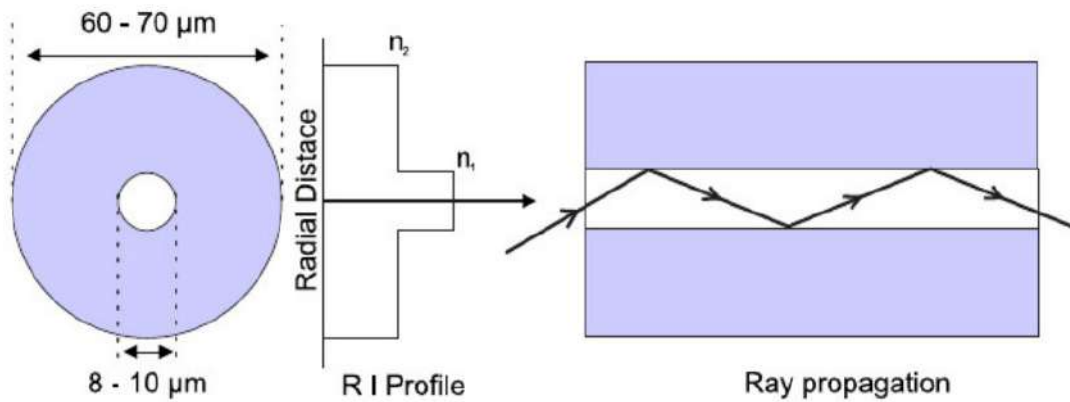 60 - 70 µm
n₂
n₁
Radial Distace
8 - 10 µm
R I Profile
Ray propagation